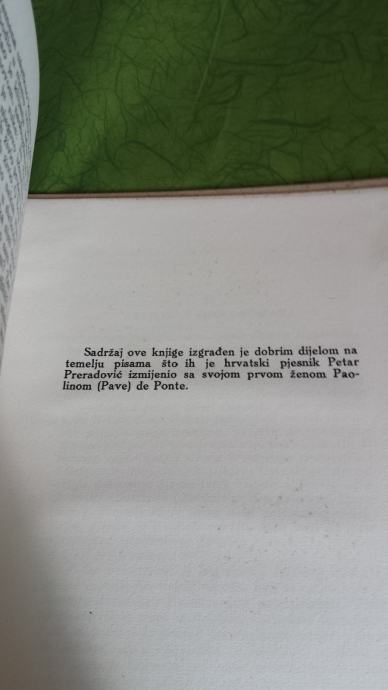 Sadržaj ove knjige izgrađen je dobrim dijelom na
temelju pisama što ih je hrvatski pjesnik Petar
Preradović izmijenio sa svojom prvom ženom Pao-
linom (Pave) de Ponte.